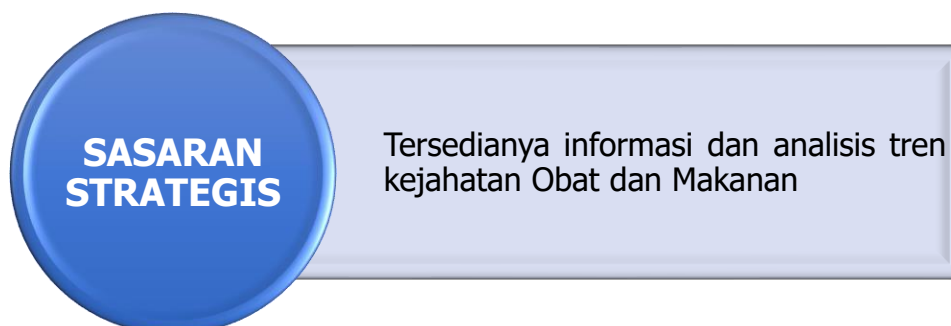 SASARAN
STRATEGIS
Tersedianya informasi dan analisis tren
kejahatan Obat dan Makanan